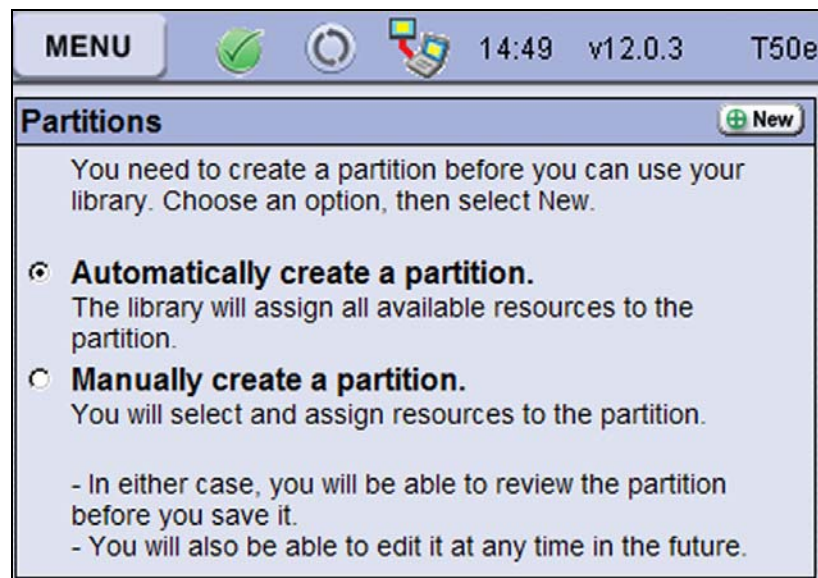 MENU 14:49 v12.0.3 T50e
Partitions New
You need to create a partition before you can use your
library. Choose an option, then select New.
Automatically create a partition.
The library will assign all available resources to the
partition.
Manually create a partition.
You will select and assign resources to the partition.
- In either case, you will be able to review the partition
before you save it.
- You will also be able to edit it at any time in the future.